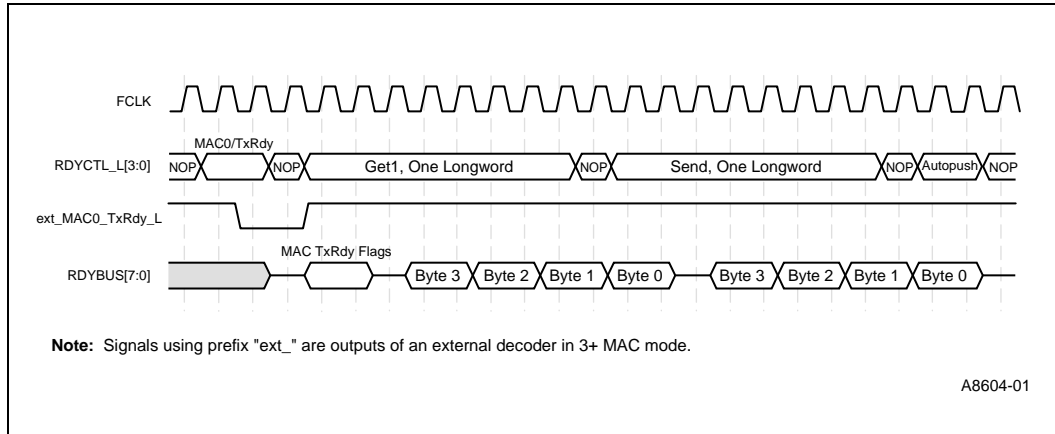 FCLK
MAC0/TxRdy
RDYCTL_L[3:0] NOP NOP Get1, One Longword NOP Send, One Longword NOP Autopush NOP
ext_MAC0_TxRdy_L
MAC TxRdy Flags
RDYBUS[7:0] Byte 3 Byte 2 Byte 1 Byte 0 Byte 3 Byte 2 Byte 1 Byte 0
Note: Signals using prefix "ext_" are outputs of an external decoder in 3+ MAC mode.
A8604-01